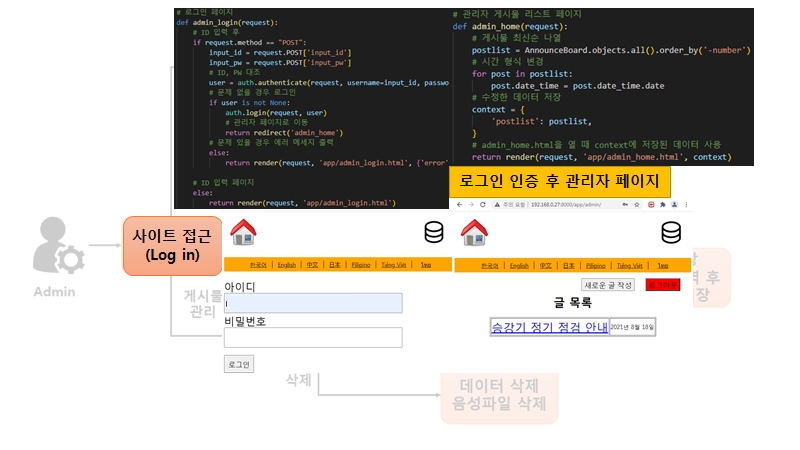 # 로그인 페이지
def admin_login(request):
# ID 입력 후
if request.method == "POST":
input_id = request.POST['input_id']
input_pw = request.POST['input_pw']
# ID, PW 대조
user = auth.authenticate(request, username=input_id, passwo
# 문제 없을 경우 로그인
if user is not None:
auth.login(request, user)
# 관리자 페이지로 이동
return redirect('admin_home')
# 문제 있을 경우 에러 메세지 출력
else:
return render(request, 'app/admin_login.html', {'error'
# ID 입력 페이지
else:
return render(request, 'app/admin_login.html')
# 관리자 게시물 리스트 페이지
def admin_home(request):
# 게시물 최신순 나열
postlist = AnnounceBoard.objects.all().order_by('-number')
# 시간 형식 변경
for post in postlist:
post.date_time = post.date_time.date
# 수정한 데이터 저장
context = {
'postlist': postlist,
}
# admin_home.html을 열 때 context에 저장된 데이터 사용
return render(request, 'app/admin_home.html', context)
로그인 인증 후 관리자 페이지
주의 요함 | 192.168.0.27:8000/app/admin/
Admin
사이트 접근
(Log in)
게시물
관리
한국어 | English | 中文 | 日本 | Pilipino | Tiếng Việt | ไทย
아이디
비밀번호
로그인
한국어 | English | 中文 | 日本 | Pilipino | Tiếng Việt | ไทย
새로운 글 작성 로그아웃
글 목록
승강기 정기 점검 안내 2021년 8월 18일
후
장
삭제
데이터 삭제
음성파일 삭제